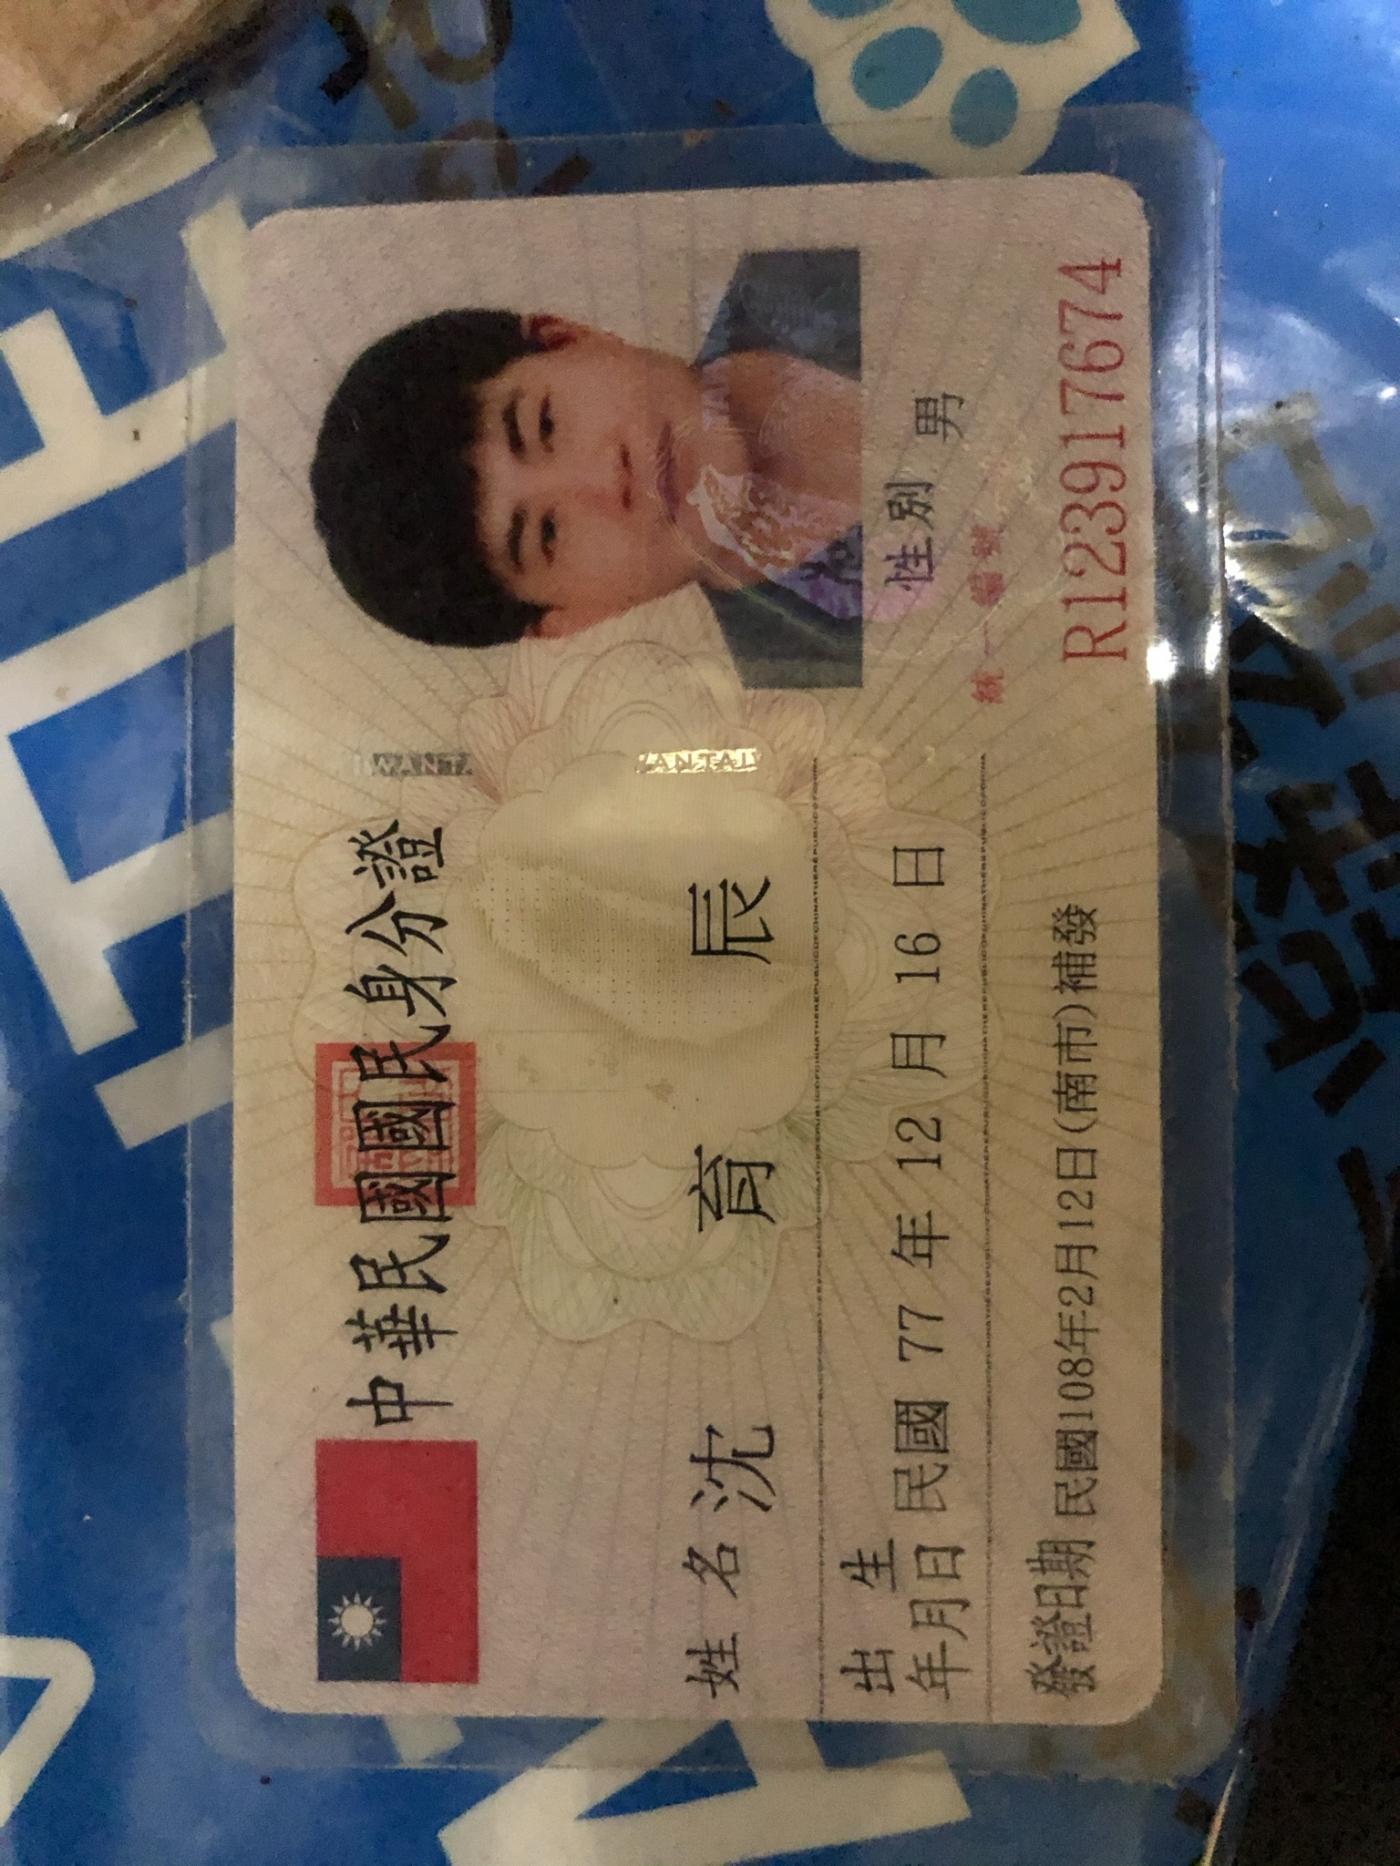 中華民國國民身分證
姓名 沈育辰
出生年月日 民國 77 年 12 月 16 日
性別 男
發證日期 民國108年2月12日(南市)補發
統一編號
R123917674